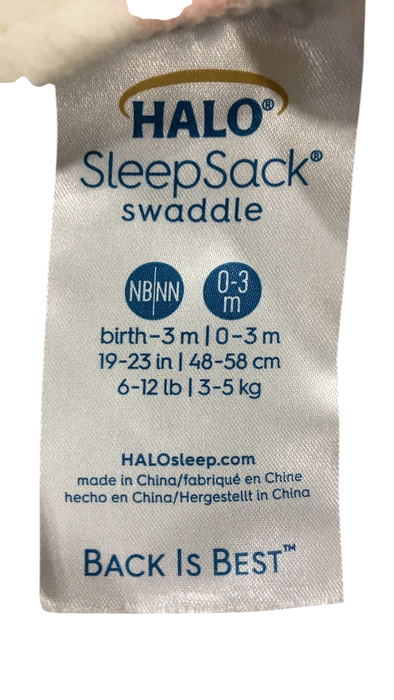 HALO®
SleepSack®
swaddle
NB|NN
0-3
m
birth-3 m | 0-3 m
19-23 in | 48-58 cm
6-12 lb | 3-5 kg
HALOsleep.com
made in China/fabriqué en Chine
hecho en China/Hergestellt in China
BACK IS BEST™